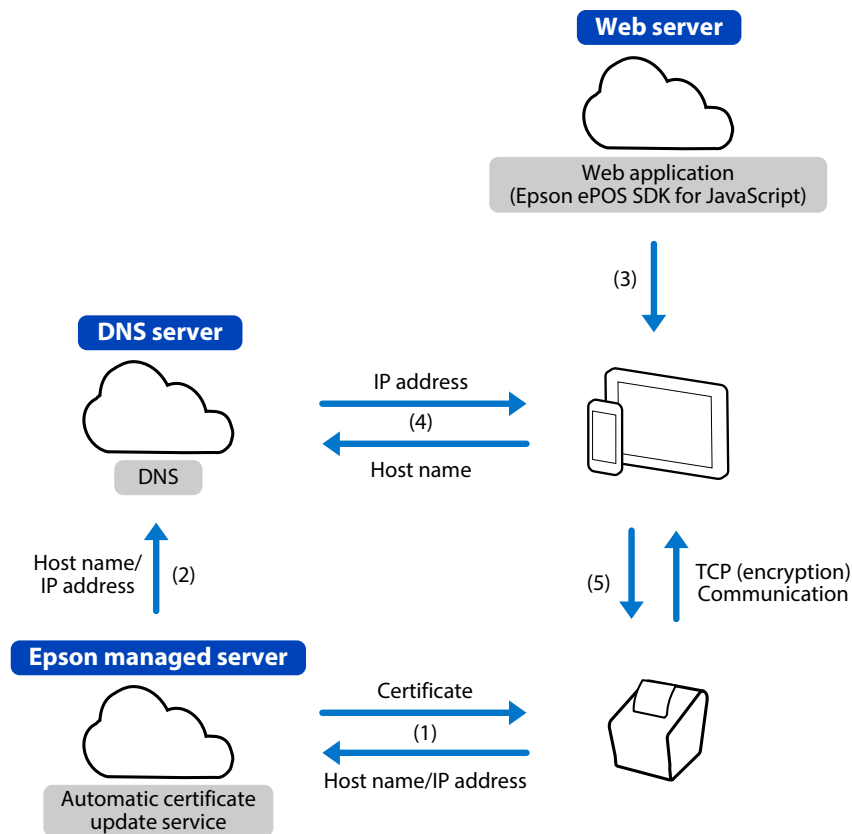 Web server
Web application
(Epson ePOS SDK for JavaScript)
(3)
DNS server
IP address
(4)
Host name
DNS
Host name/
IP address
(2)
(5)
TCP (encryption)
Communication
Epson managed server
Certificate
(1)
Host name/IP address
Automatic certificate
update service